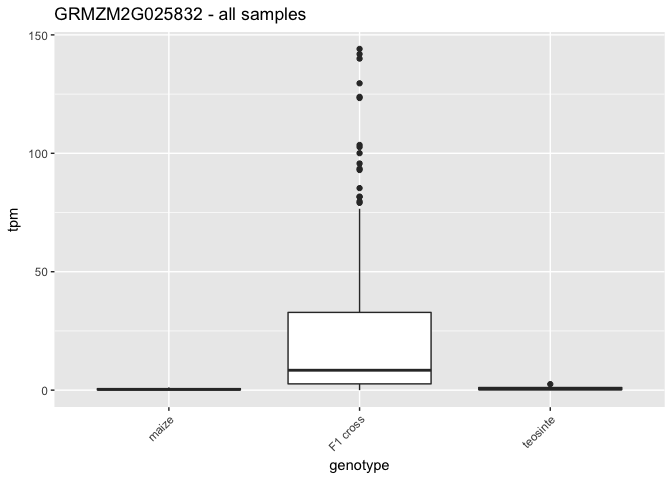 GRMZM2G025832 - all samples
150
100
50
0
tpm
maize
F1 cross
teosinte
genotype